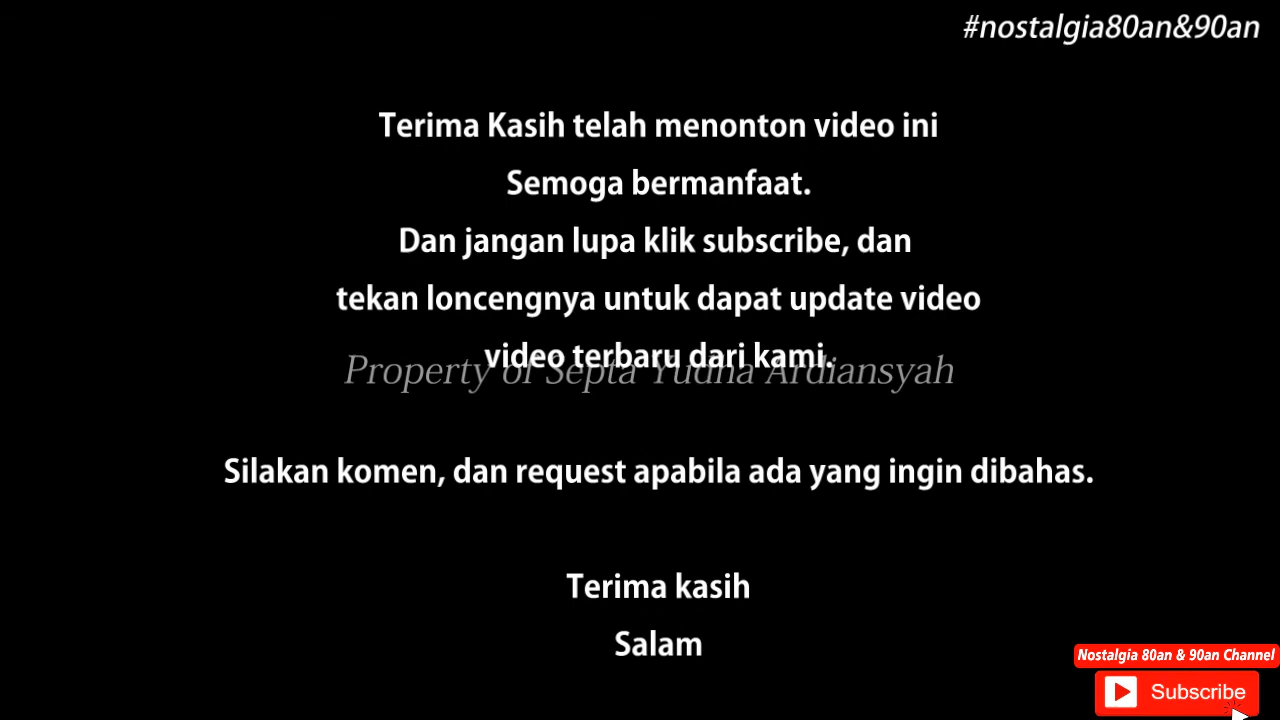 #nostalgia80an&90an
Terima Kasih telah menonton video ini
Semoga bermanfaat.
Dan jangan lupa klik subscribe, dan
tekan loncengnya untuk dapat update video
video terbaru dari kami.
Property of Septa Yudha Ardiansyah
Silakan komen, dan request apabila ada yang ingin dibahas.
Terima kasih
Salam
Nostalgia 80an & 90an Channel
Subscribe